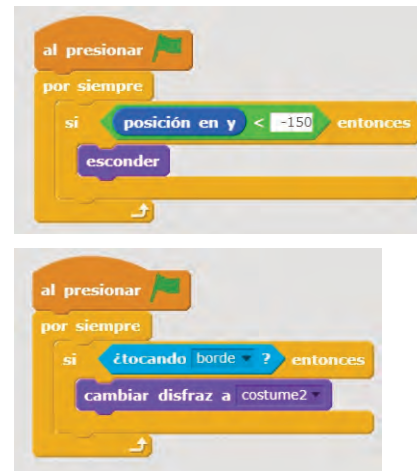 al presionar
por siempre
si posición en y < -150 entonces
esconder
al presionar
por siempre
si ¿tocando borde ? entonces
cambiar disfraz a costume2